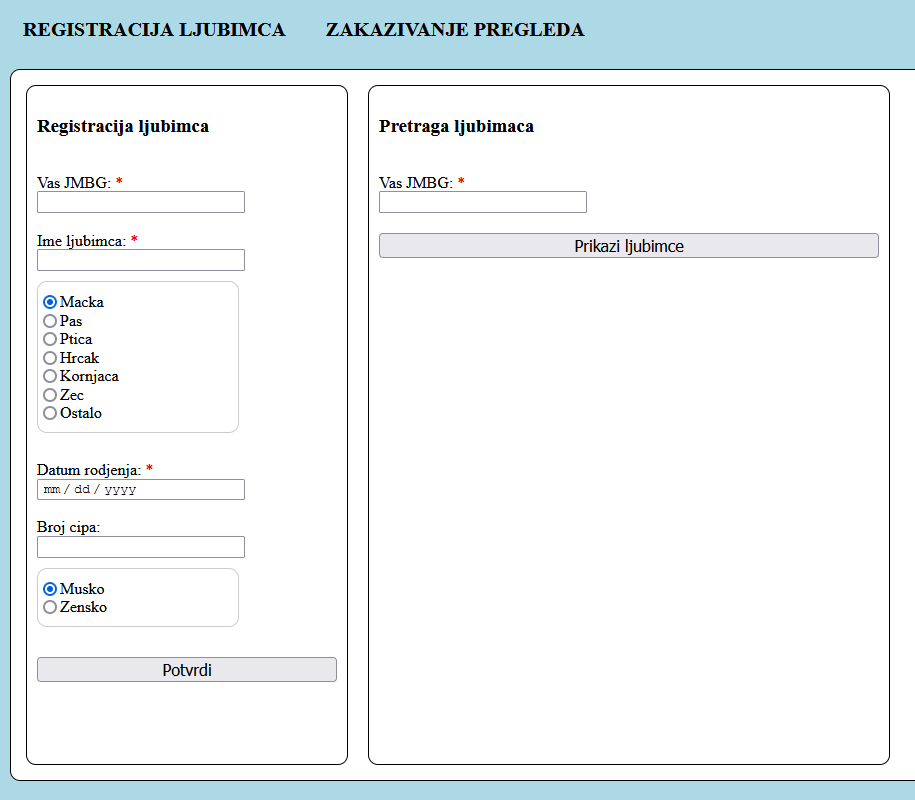 REGISTRACIJA LJUBIMCA ZAKAZIVANJE PREGLEDA
Registracija ljubimca
Vas JMBG: *
Ime ljubimca: *
Macka
Pas
Ptica
Hrcak
Kornjaca
Zec
Ostalo
Datum rodjenja: *
mm / dd / yyyy
Broj cipa:
Musko
Zensko
Potvrdi
Pretraga ljubimaca
Vas JMBG: *
Prikazi ljubimce